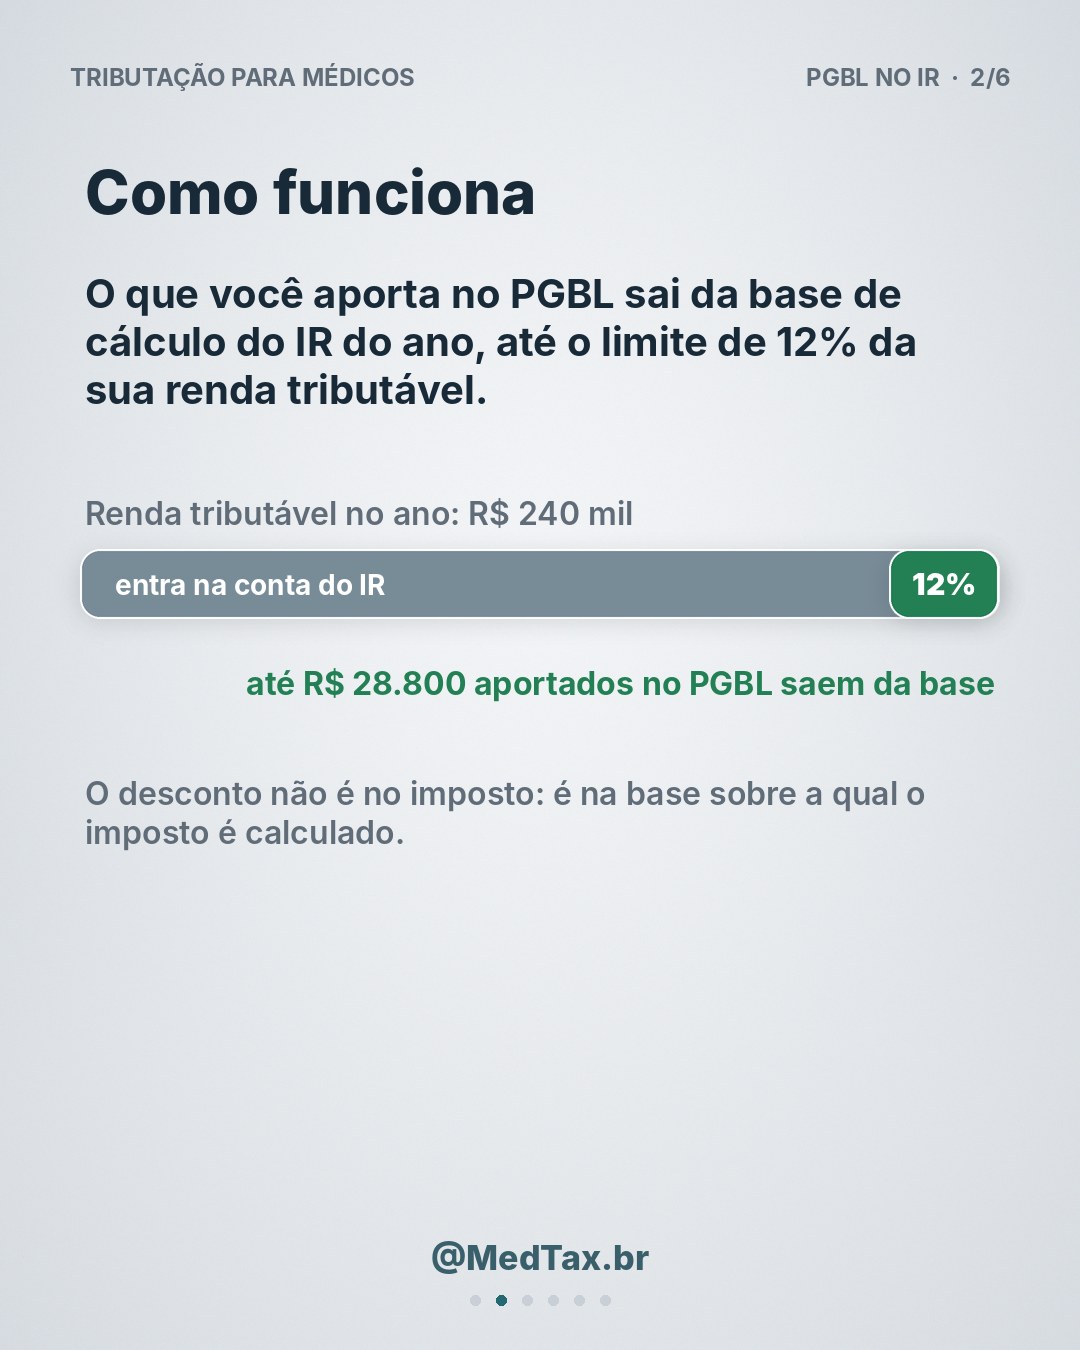 TRIBUTAÇÃO PARA MÉDICOS
PGBL NO IR · 2/6
Como funciona
O que você aporta no PGBL sai da base de
cálculo do IR do ano, até o limite de 12% da
sua renda tributável.
Renda tributável no ano: R$ 240 mil
entra na conta do IR
12%
até R$ 28.800 aportados no PGBL saem da base
O desconto não é no imposto: é na base sobre a qual o
imposto é calculado.
@MedTax.br